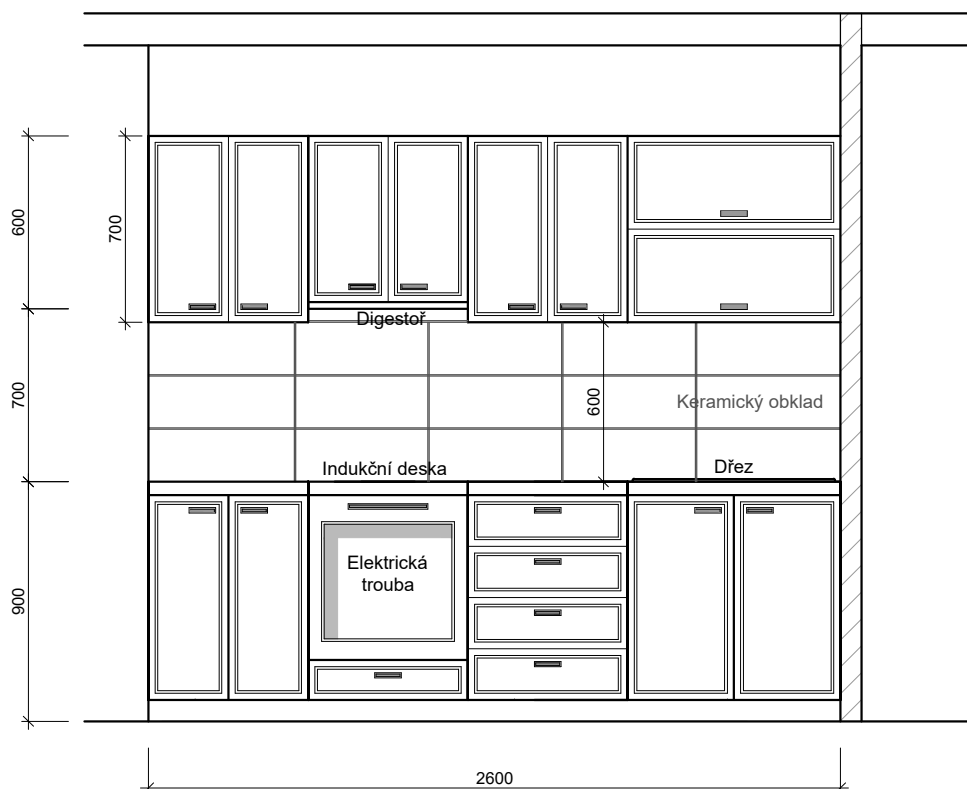 600
700
Digestoř
700
600
Keramický obklad
Indukční deska
Dřez
Elektrická
trouba
900
2600